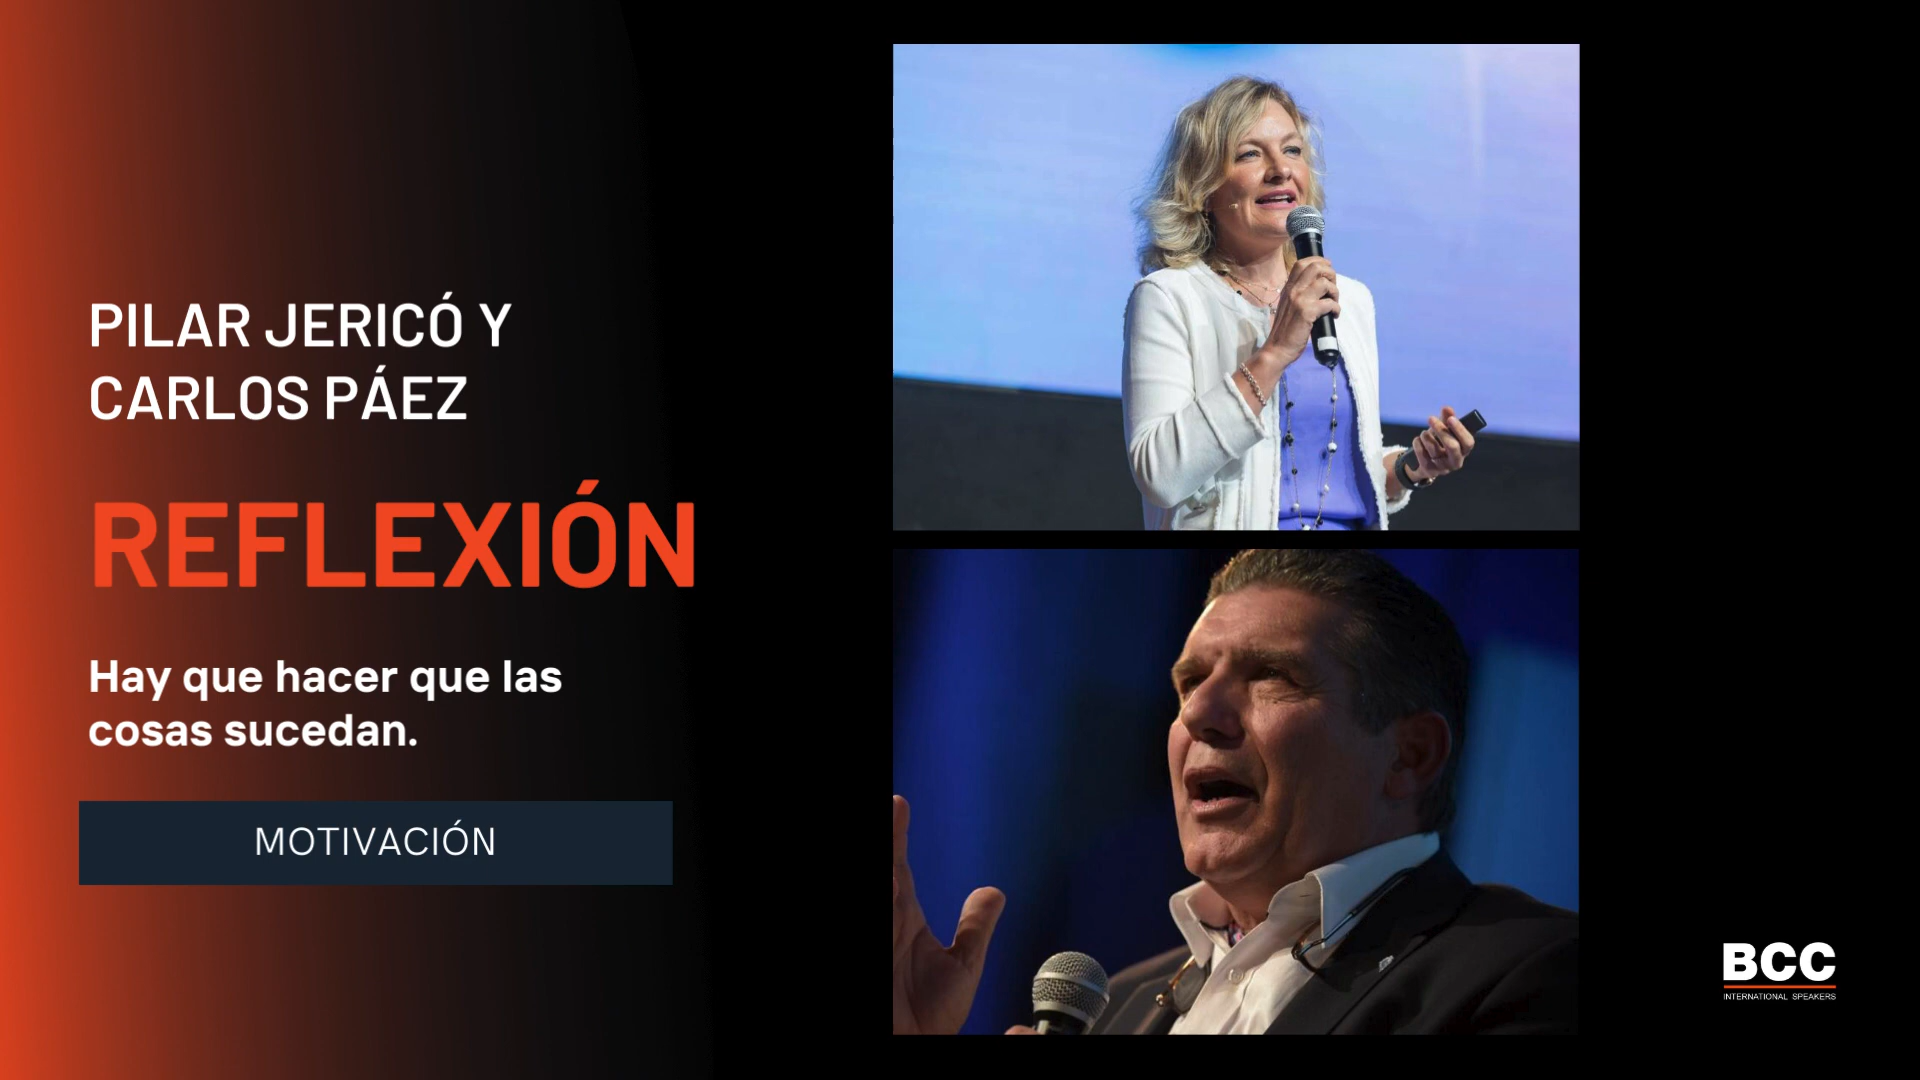 PILAR JERICÓ Y
CARLOS PÁEZ
REFLEXIÓN
Hay que hacer que las
cosas sucedan.
MOTIVACIÓN
BCC
INTERNATIONAL SPEAKERS